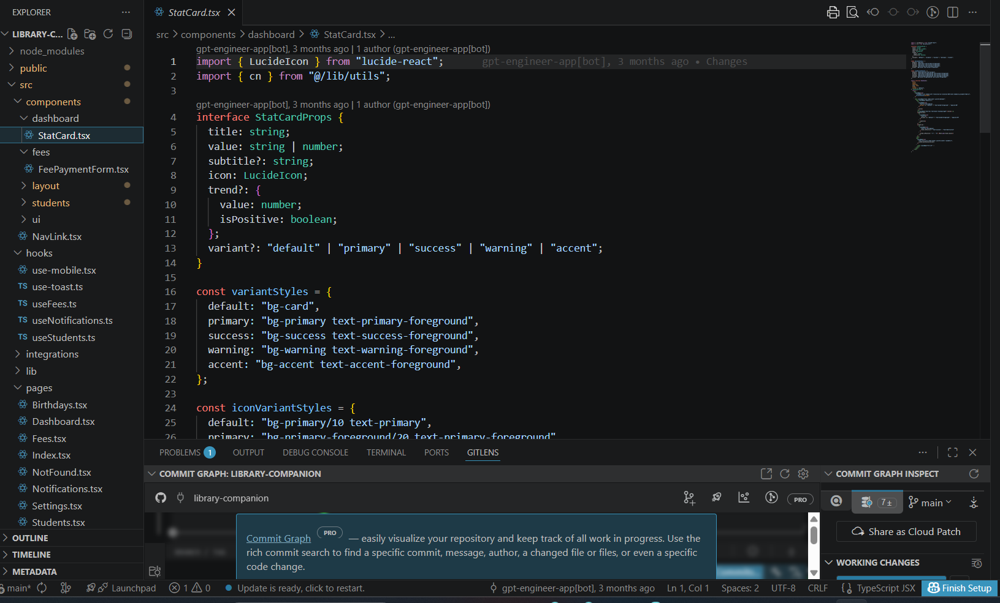 EXPLORER
LIBRARY-C...
node_modules
public
src
components
dashboard
StatCard.tsx
fees
FeePaymentForm.tsx
layout
students
ui
NavLink.tsx
hooks
use-mobile.tsx
TS use-toast.ts
TS useFees.ts
TS useNotifications.ts
TS useStudents.ts
integrations
lib
pages
Birthdays.tsx
Dashboard.tsx
Fees.tsx
Index.tsx
NotFound.tsx
Notifications.tsx
Settings.tsx
Students.tsx
OUTLINE
TIMELINE
METADATA
StatCard.tsx
src > components > dashboard > StatCard.tsx > ...
gpt-engineer-app[bot], 3 months ago | 1 author (gpt-engineer-app[bot])
1 import { LucideIcon } from "lucide-react"; gpt-engineer-app[bot], 3 months ago • Changes
2 import { cn } from "@/lib/utils";
3
gpt-engineer-app[bot], 3 months ago | 1 author (gpt-engineer-app[bot])
4 interface StatCardProps {
5 title: string;
6 value: string | number;
7 subtitle?: string;
8 icon: LucideIcon;
9 trend?: {
10 value: number;
11 isPositive: boolean;
12 };
13 variant?: "default" | "primary" | "success" | "warning" | "accent";
14 }
15
16 const variantStyles = {
17 default: "bg-card",
18 primary: "bg-primary text-primary-foreground",
19 success: "bg-success text-success-foreground",
20 warning: "bg-warning text-warning-foreground",
21 accent: "bg-accent text-accent-foreground",
22 };
23
24 const iconVariantStyles = {
25 default: "bg-primary/10 text-primary",
26 primary: "bg-primary-foreground/20 text-primary-foreground"
PROBLEMS 1 OUTPUT DEBUG CONSOLE TERMINAL PORTS GITLENS
COMMIT GRAPH: LIBRARY-COMPANION
library-companion
PRO
Commit Graph PRO — easily visualize your repository and keep track of all work in progress. Use the
rich commit search to find a specific commit, message, author, a changed file or files, or even a specific
code change.
COMMIT GRAPH INSPECT
7± main
Share as Cloud Patch
WORKING CHANGES
main* Launchpad 1 0 Update is ready, click to restart. gpt-engineer-app[bot], 3 months ago Ln 1, Col 1 Spaces: 2 UTF-8 CRLF {} TypeScript JSX Finish Setup